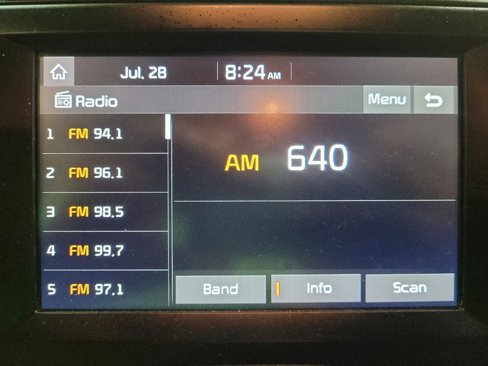 Jul, 28 8:24 AM
Radio Menu
1 FM 94.1
2 FM 96.1
3 FM 98.5
4 FM 99.7
5 FM 97.1
AM 640
Band Info Scan